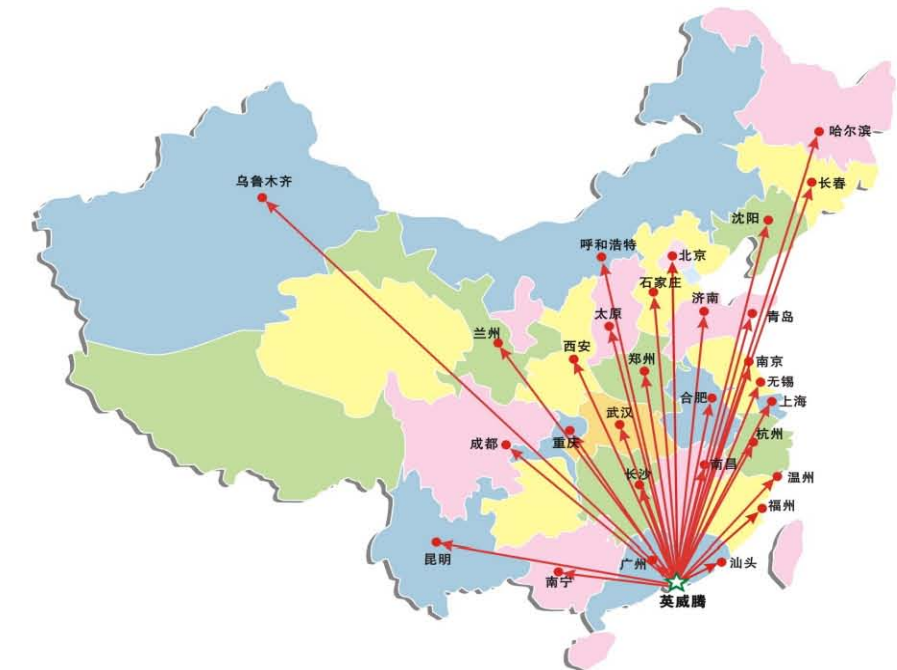 哈尔滨
长春
乌鲁木齐
沈阳
呼和浩特
北京
石家庄
济南
太原
青岛
兰州
西安
郑州
南京
无锡
合肥
上海
武汉
成都
重庆
杭州
南昌
长沙
温州
福州
昆明
广州
汕头
南宁
英威腾